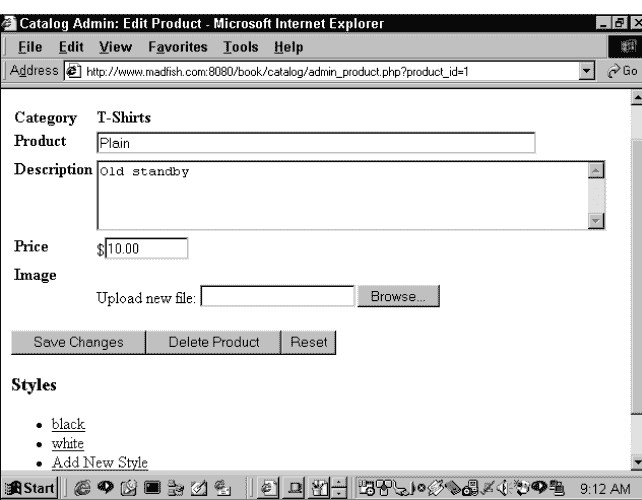 Catalog Admin: Edit Product - Microsoft Internet Explorer
File Edit View Favorites Tools Help
Address http://www.madfish.com:8080/book/catalog/admin_product.php?product_id=1 Go
Category T-Shirts
Product Plain
Description Old standby
Price $10.00
Image
Upload new file: Browse...
Save Changes Delete Product Reset
Styles
black
white
Add New Style
Start 9:12 AM